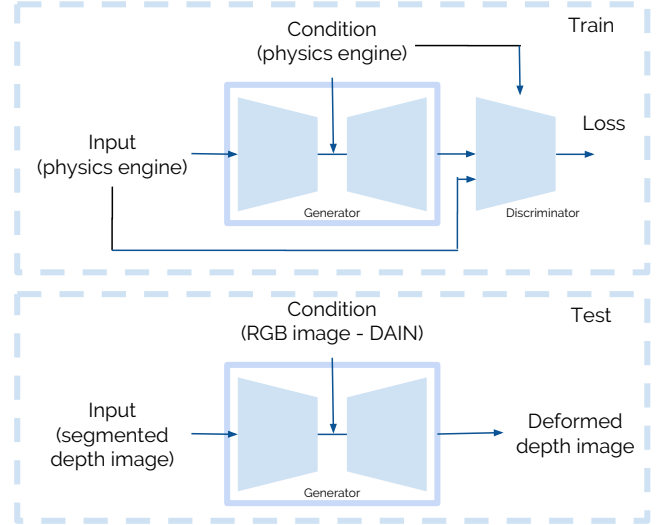 Train
Condition
(physics engine)
Input
(physics engine)
Loss
Generator
Discriminator
Test
Condition
(RGB image - DAIN)
Input
(segmented
depth image)
Deformed
depth image
Generator